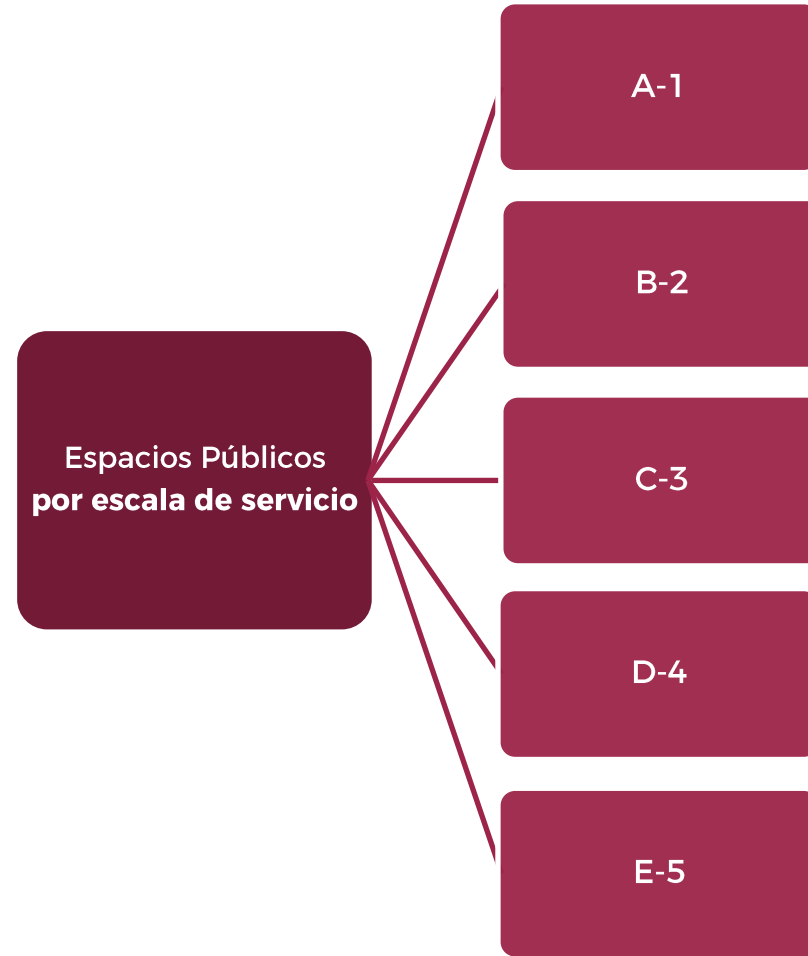 Espacios Públicos
por escala de servicio
A-1
B-2
C-3
D-4
E-5